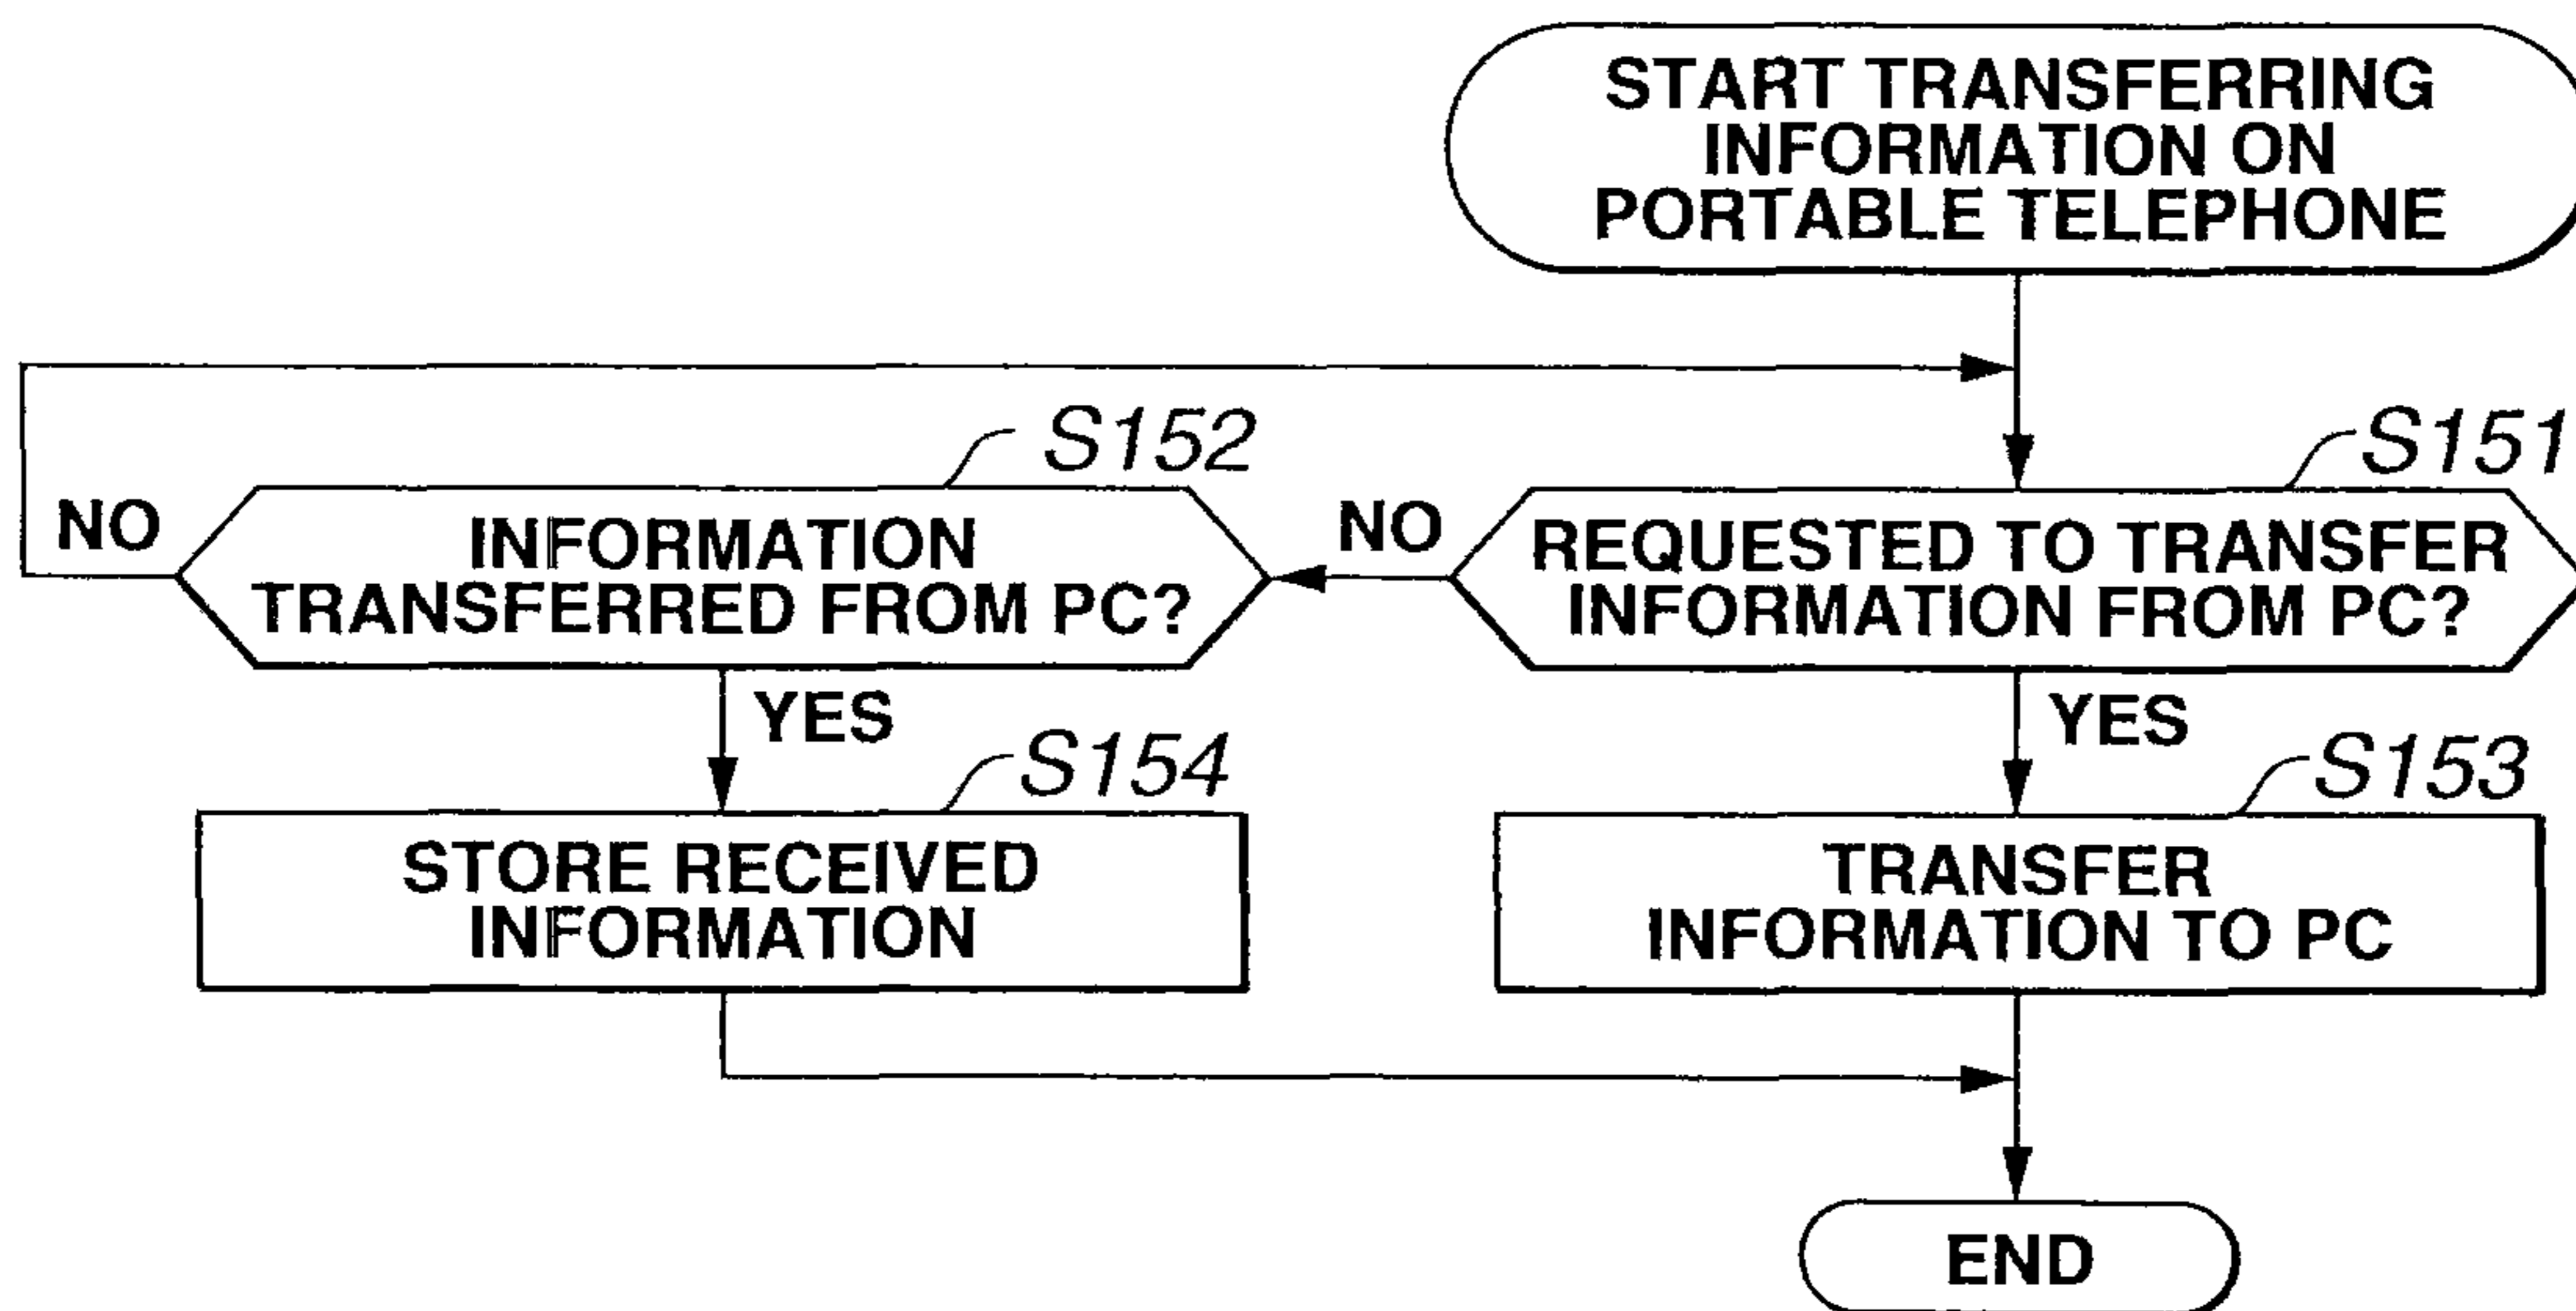 START TRANSFERRING
INFORMATION ON
PORTABLE TELEPHONE
S152
S151
NO
INFORMATION
TRANSFERRED FROM PC?
NO
REQUESTED TO TRANSFER
INFORMATION FROM PC?
YES
YES
S154
S153
STORE RECEIVED
INFORMATION
TRANSFER
INFORMATION TO PC
END